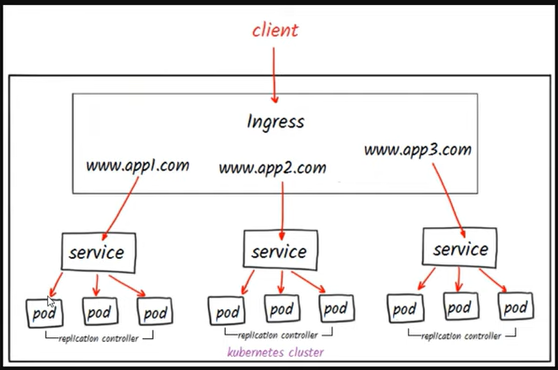 client
Ingress
www.app1.com
www.app2.com
www.app3.com
service
service
service
pod
pod
pod
pod
pod
pod
pod
pod
pod
replication controller
replication controller
replication controller
kubernetes cluster